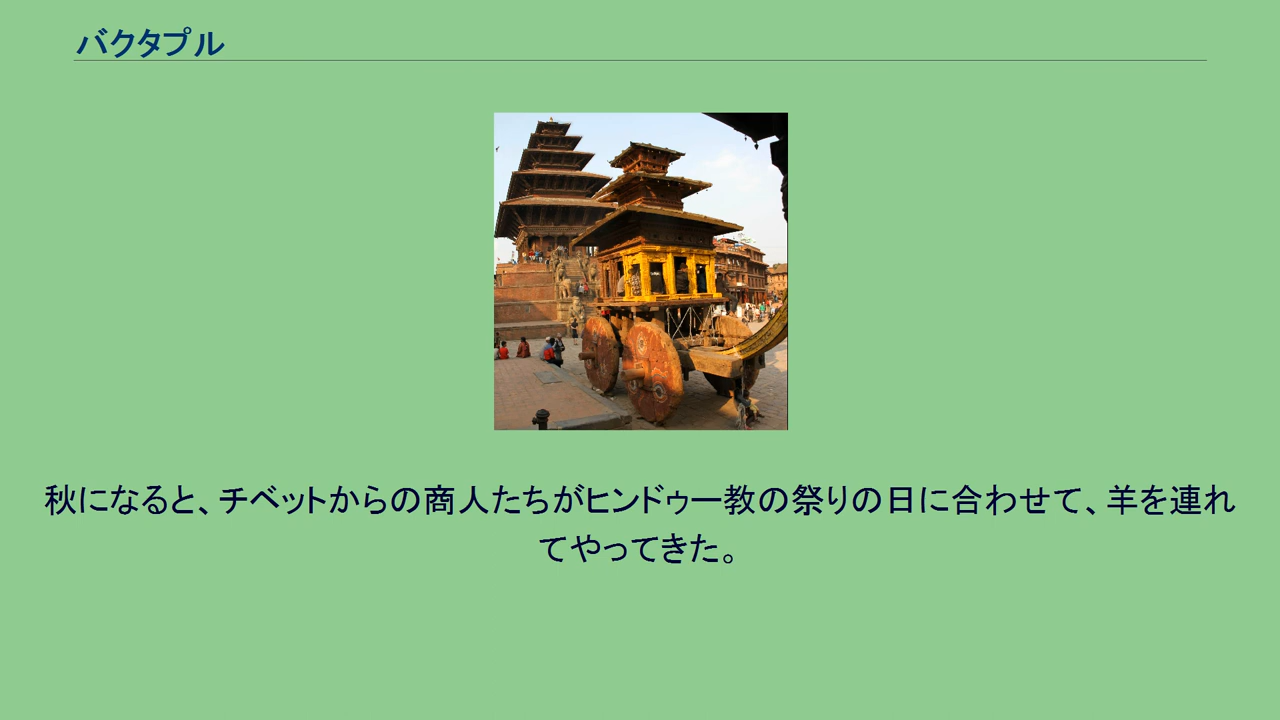 バクタプル
秋になると、チベットからの商人たちがヒンドゥー教の祭りの日に合わせて、羊を連れ
てやってきた。